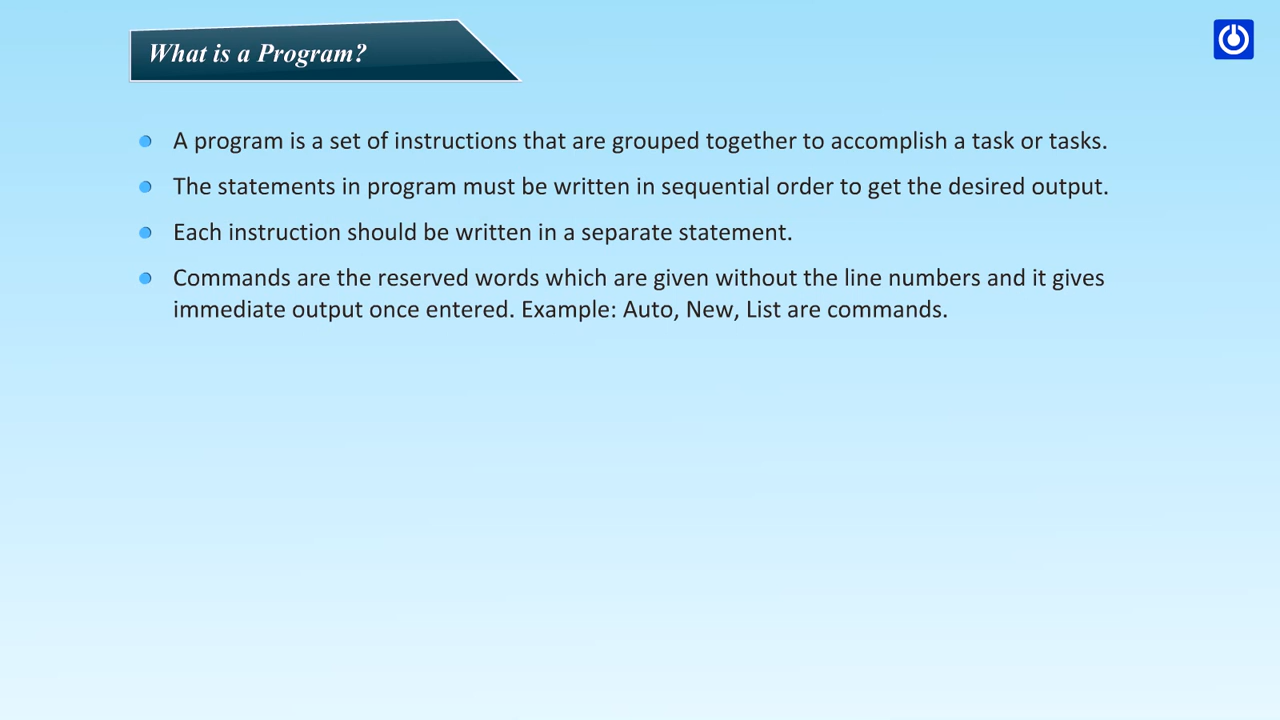 What is a Program?
A program is a set of instructions that are grouped together to accomplish a task or tasks.
The statements in program must be written in sequential order to get the desired output.
Each instruction should be written in a separate statement.
Commands are the reserved words which are given without the line numbers and it gives
immediate output once entered. Example: Auto, New, List are commands.